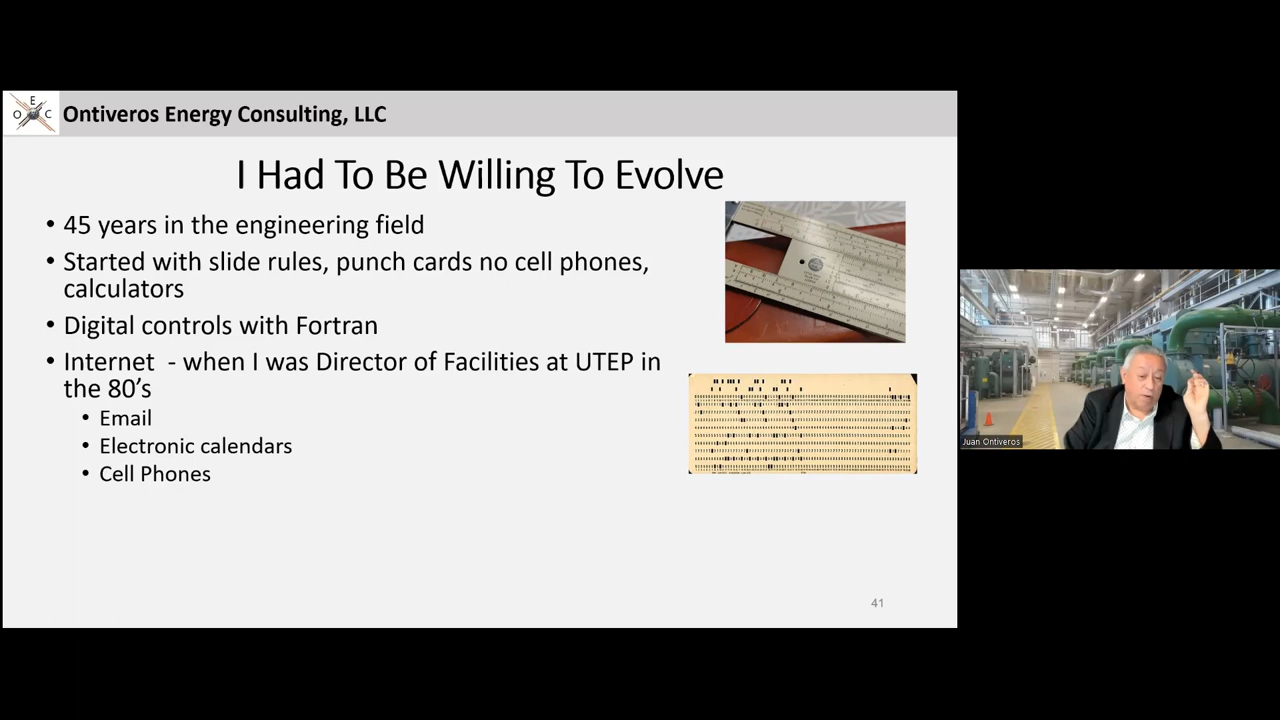 E
O C
Ontiveros Energy Consulting, LLC
I Had To Be Willing To Evolve
• 45 years in the engineering field
• Started with slide rules, punch cards no cell phones,
calculators
• Digital controls with Fortran
• Internet - when I was Director of Facilities at UTEP in
the 80’s
• Email
• Electronic calendars
• Cell Phones
41
Juan Ontiveros